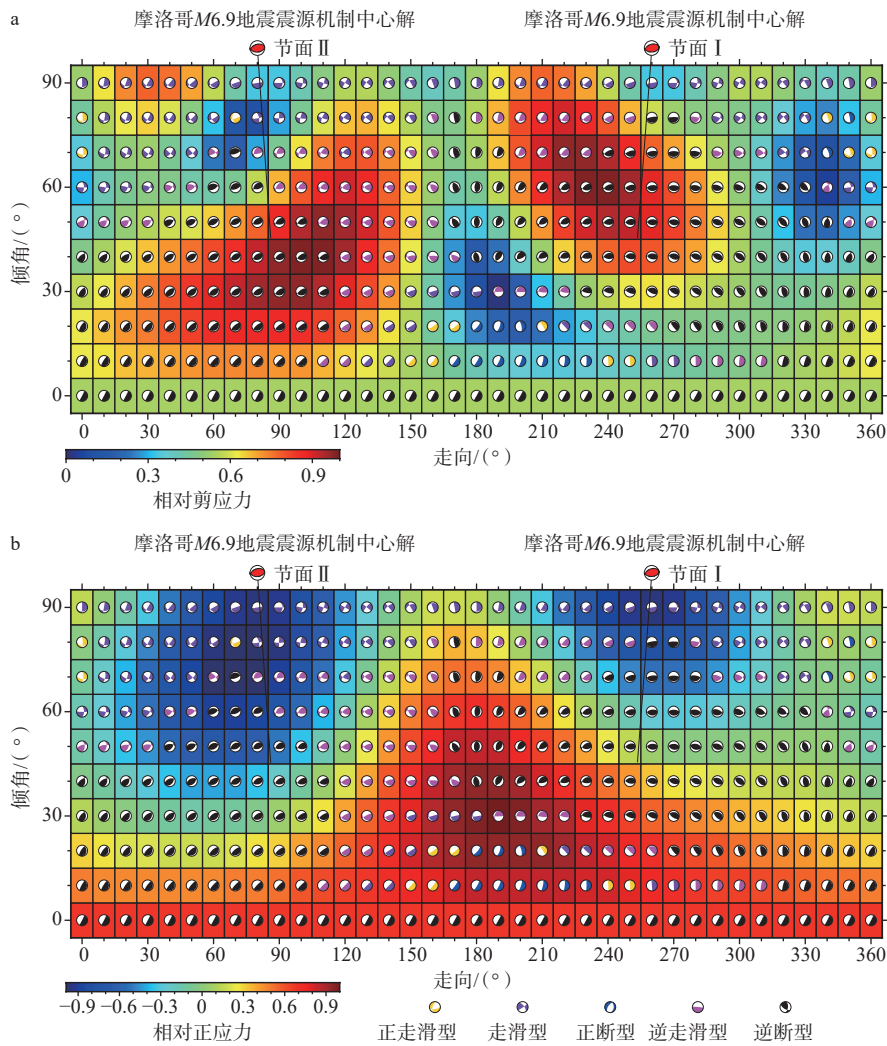 a
摩洛哥M6.9地震震源机制中心解 摩洛哥M6.9地震震源机制中心解
节面Ⅱ 节面Ⅰ
90
60
30
0
倾角/(°)
0 30 60 90 120 150 180 210 240 270 300 330 360
走向/(°)
0 0.3 0.6 0.9
相对剪应力
b
摩洛哥M6.9地震震源机制中心解 摩洛哥M6.9地震震源机制中心解
节面Ⅱ 节面Ⅰ
90
60
30
0
倾角/(°)
0 30 60 90 120 150 180 210 240 270 300 330 360
走向/(°)
−0.9 −0.6 −0.3 0 0.3 0.6 0.9
相对正应力
正走滑型 走滑型 正断型 逆走滑型 逆断型